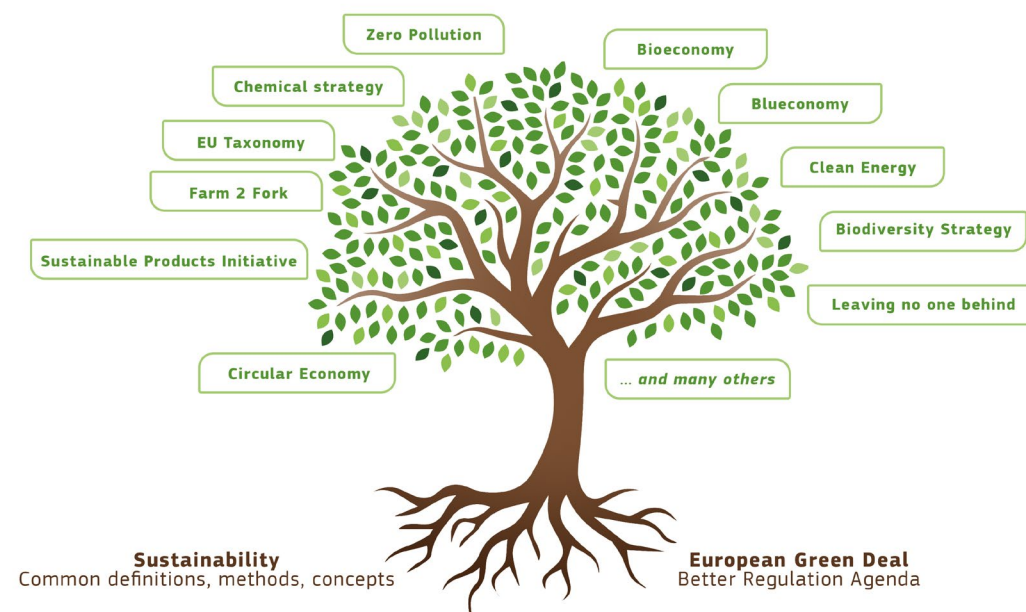 Zero Pollution
Bioeconomy
Chemical strategy
Blueconomy
EU Taxonomy
Clean Energy
Farm 2 Fork
Biodiversity Strategy
Sustainable Products Initiative
Leaving no one behind
Circular Economy
... and many others
Sustainability
Common definitions, methods, concepts
European Green Deal
Better Regulation Agenda